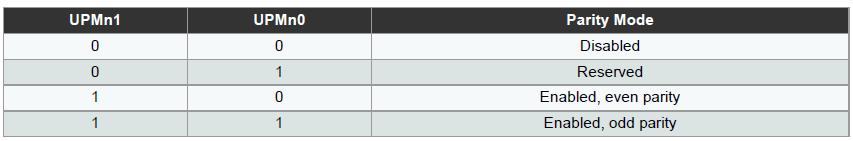 UPMn1 UPMn0 Parity Mode
0 0 Disabled
0 1 Reserved
1 0 Enabled, even parity
1 1 Enabled, odd parity